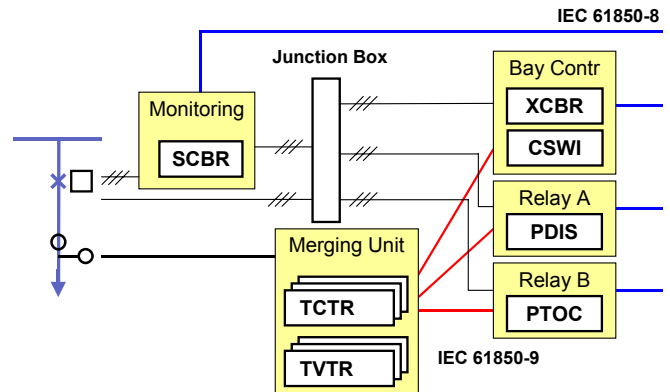 IEC 61850-8
Junction Box
Bay Contr
Monitoring
XCBR
SCBR
CSWI
Relay A
PDIS
Merging Unit
Relay B
TCTR
PTOC
IEC 61850-9
TVTR